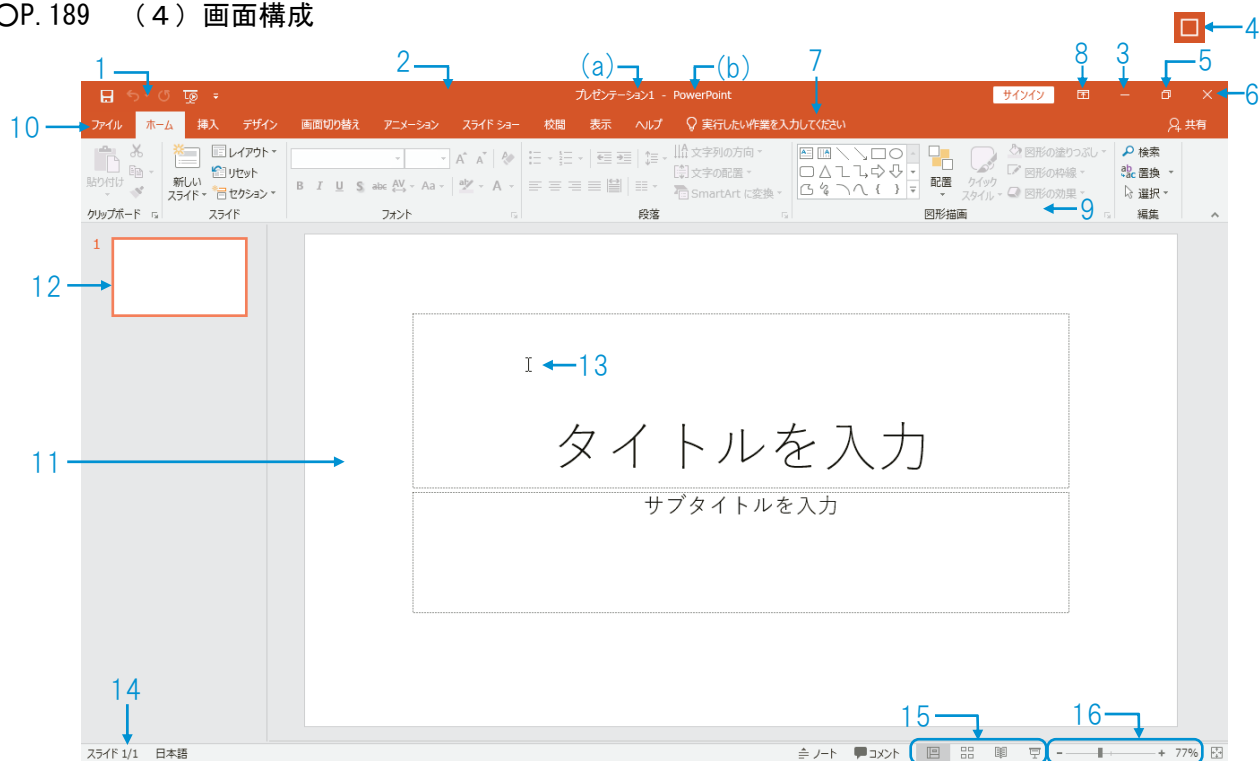 ○P.189 （４）画面構成
4
1 2 (a) (b) 7 8 3 5
プレゼンテーション1 - PowerPoint サインイン 6
10 ファイル ホーム 挿入 デザイン 画面切り替え アニメーション スライド ショー 校閲 表示 ヘルプ 実行したい作業を入力してください 共有
貼り付け 新しい スライド レイアウト リセット セクション
B I U S abc AV Aa A A A A
文字列の方向 文字の配置 SmartArt に変換
配置 クイック スタイル 図形の塗りつぶし 図形の枠線 図形の効果
検索 置換 選択
クリップボード スライド フォント 段落 図形描画 9 編集
1
12
13
タイトルを入力
11
サブタイトルを入力
14 15 16
スライド 1/1 日本語 ノート コメント - + 77%